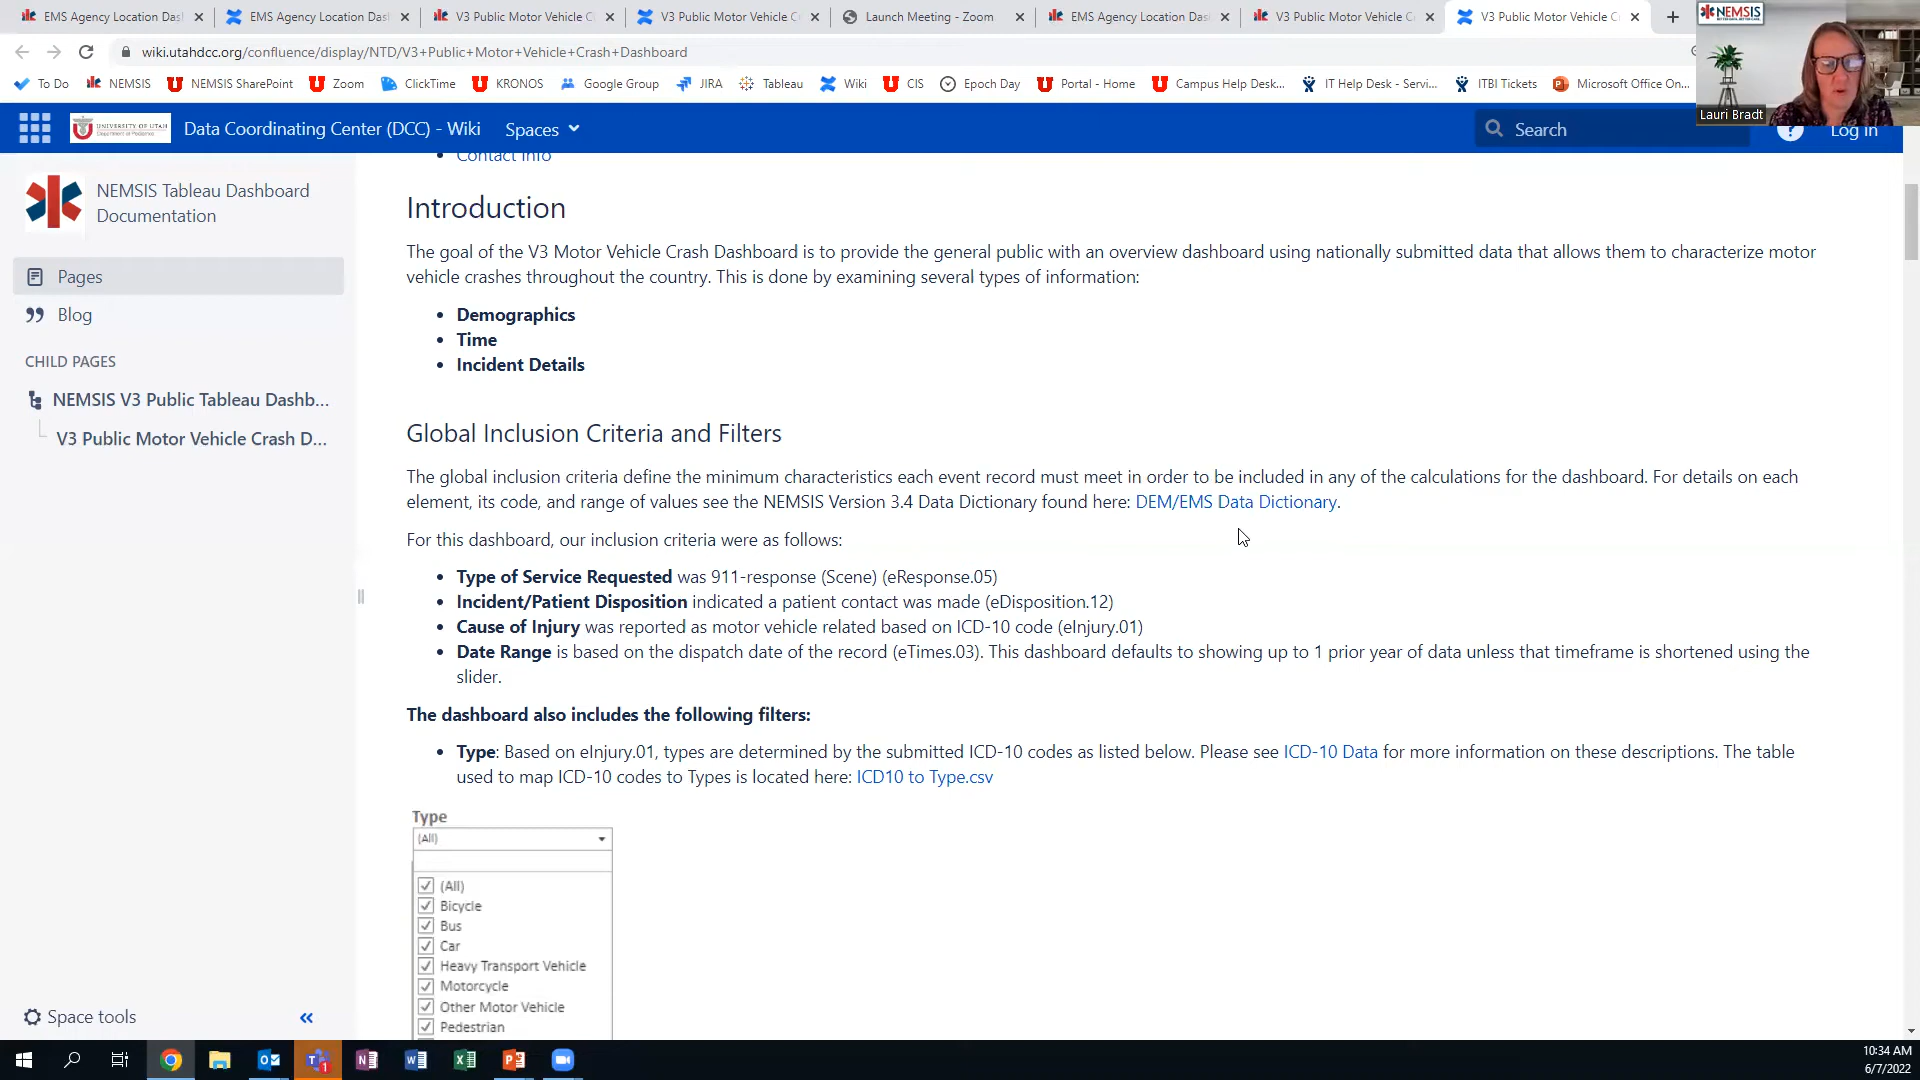 EMS Agency Location Das
EMS Agency Location Das
V3 Public Motor Vehicle C
V3 Public Motor Vehicle C
Launch Meeting - Zoom
EMS Agency Location Das
V3 Public Motor Vehicle C
V3 Public Motor Vehicle C
NEMSIS
wiki.utahdcc.org/confluence/display/NTD/V3+Public+Motor+Vehicle+Crash+Dashboard
To Do
NEMSIS
NEMSIS SharePoint
Zoom
ClickTime
KRONOS
Google Group
JIRA
Tableau
Wiki
CIS
Epoch Day
Portal - Home
Campus Help Desk...
IT Help Desk - Servi...
ITBI Tickets
Microsoft Office On...
Lauri Bradt
UNIVERSITY OF UTAH
Data Coordinating Center (DCC) - Wiki
Spaces
Search
Log in
Contact Info
NEMSIS Tableau Dashboard
Documentation
Pages
Blog
CHILD PAGES
NEMSIS V3 Public Tableau Dashb...
V3 Public Motor Vehicle Crash D...
Space tools
Introduction
The goal of the V3 Motor Vehicle Crash Dashboard is to provide the general public with an overview dashboard using nationally submitted data that allows them to characterize motor
vehicle crashes throughout the country. This is done by examining several types of information:
• Demographics
• Time
• Incident Details
Global Inclusion Criteria and Filters
The global inclusion criteria define the minimum characteristics each event record must meet in order to be included in any of the calculations for the dashboard. For details on each
element, its code, and range of values see the NEMSIS Version 3.4 Data Dictionary found here: DEM/EMS Data Dictionary.
For this dashboard, our inclusion criteria were as follows:
• Type of Service Requested was 911-response (Scene) (eResponse.05)
• Incident/Patient Disposition indicated a patient contact was made (eDisposition.12)
• Cause of Injury was reported as motor vehicle related based on ICD-10 code (eInjury.01)
• Date Range is based on the dispatch date of the record (eTimes.03). This dashboard defaults to showing up to 1 prior year of data unless that timeframe is shortened using the
slider.
The dashboard also includes the following filters:
• Type: Based on eInjury.01, types are determined by the submitted ICD-10 codes as listed below. Please see ICD-10 Data for more information on these descriptions. The table
used to map ICD-10 codes to Types is located here: ICD10 to Type.csv
Type
(All)
(All)
Bicycle
Bus
Car
Heavy Transport Vehicle
Motorcycle
Other Motor Vehicle
Pedestrian
10:34 AM
6/7/2022